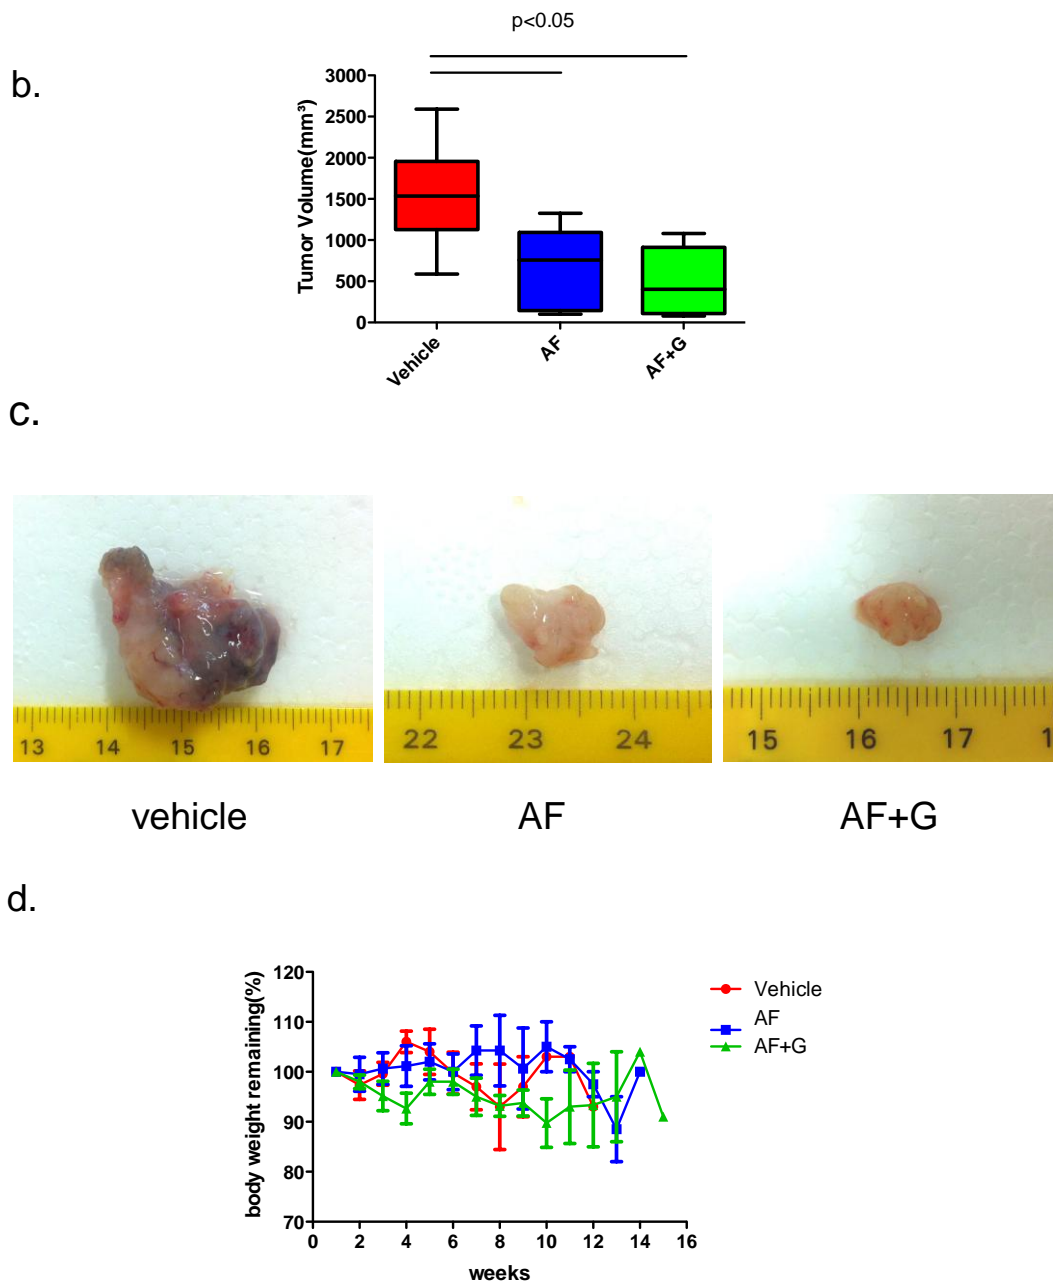 p<0.05
b.
3000
2500
2000
1500
1000
500
0
Tumor Volume(mm³)
Vehicle
AF
AF+G
c.
13 14 15 16 17
22 23 24
15 16 17 1
vehicle
AF
AF+G
d.
120
110
100
90
80
70
body weight remaining(%)
0 2 4 6 8 10 12 14 16
weeks
Vehicle
AF
AF+G